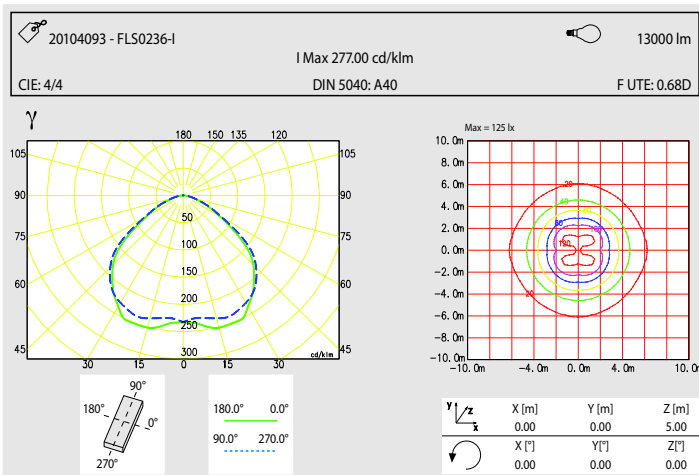 20104093 - FLS0236-I
13000 lm
I Max 277.00 cd/klm
CIE: 4/4
DIN 5040: A40
F UTE: 0.68D
γ
180 150 135 120
105 105
90 90
75 75
60 60
45 45
50
100
150
200
250
300
cd/klm
30 15 0 15 30
Max = 125 lx
10.0m
8.0m
6.0m
4.0m
2.0m
0.0m
-2.0m
-4.0m
-6.0m
-8.0m
-10.0m
-10.0m -4.0m 0.0m 4.0m 10.0m
20
40
80
100
120
20
90°
180°
0°
270°
180.0° 0.0°
90.0° 270.0°
Y Z X
X [m] Y [m] Z [m]
0.00 0.00 5.00
X [°] Y[°] Z[°]
0.00 0.00 0.00